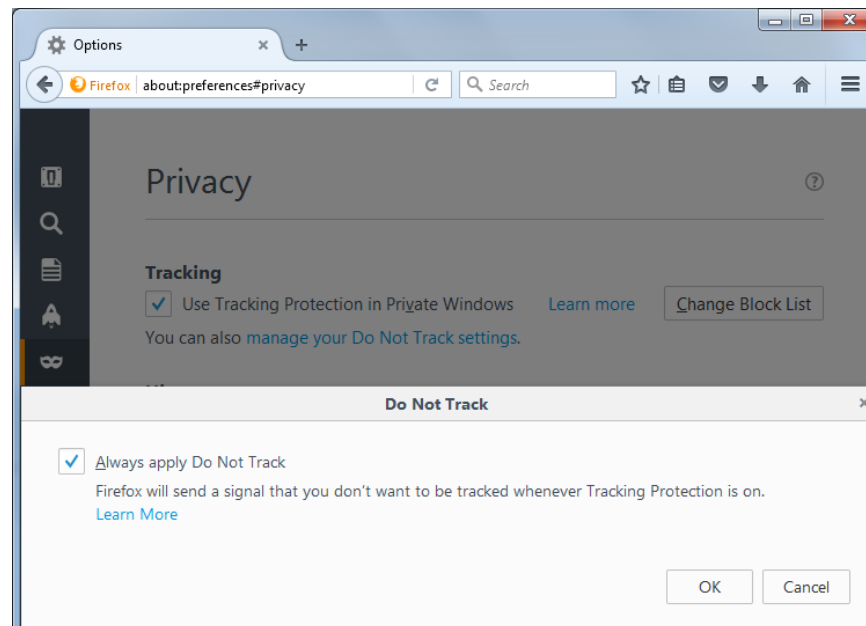 Options
Firefox about:preferences#privacy Search
Privacy
Tracking
Use Tracking Protection in Private Windows Learn more Change Block List
You can also manage your Do Not Track settings.
Do Not Track
Always apply Do Not Track
Firefox will send a signal that you don't want to be tracked whenever Tracking Protection is on.
Learn More
OK Cancel